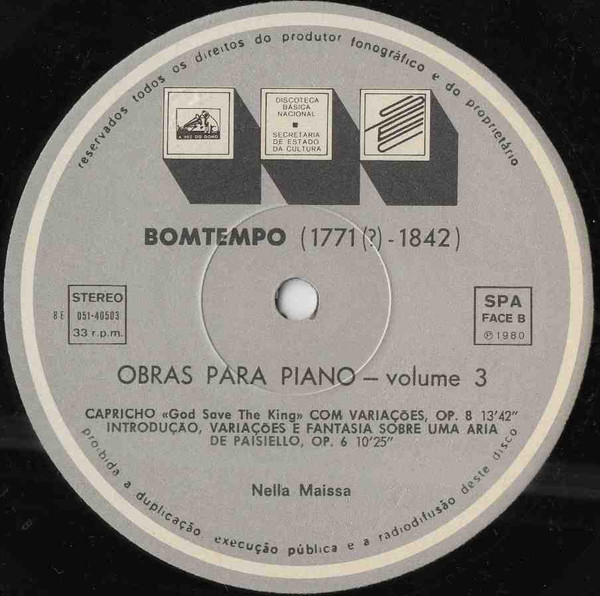 reservados todos os direitos do produtor fonográfico e do proprietário
A VOZ DO DONO
DISCOTECA
BÁSICA
NACIONAL
SECRETARIA
DE ESTADO
DA CULTURA
BOMTEMPO (1771(?) - 1842)
STEREO
8E 051-40503
33 r.p.m.
SPA
FACE B
℗ 1980
OBRAS PARA PIANO — volume 3
CAPRICHO «God Save The King» COM VARIAÇÕES, OP. 8 13'42"
INTRODUÇÃO, VARIAÇÕES E FANTASIA SOBRE UMA ARIA
DE PAISIELLO, OP. 6 10'25"
Nella Maissa
proibida a duplicação execução pública e a radiodifusão deste disco